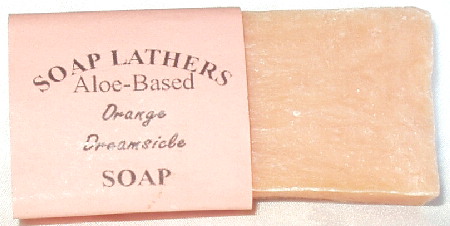 SOAP LATHERS
Aloe-Based
Orange
Dreamsicle
SOAP